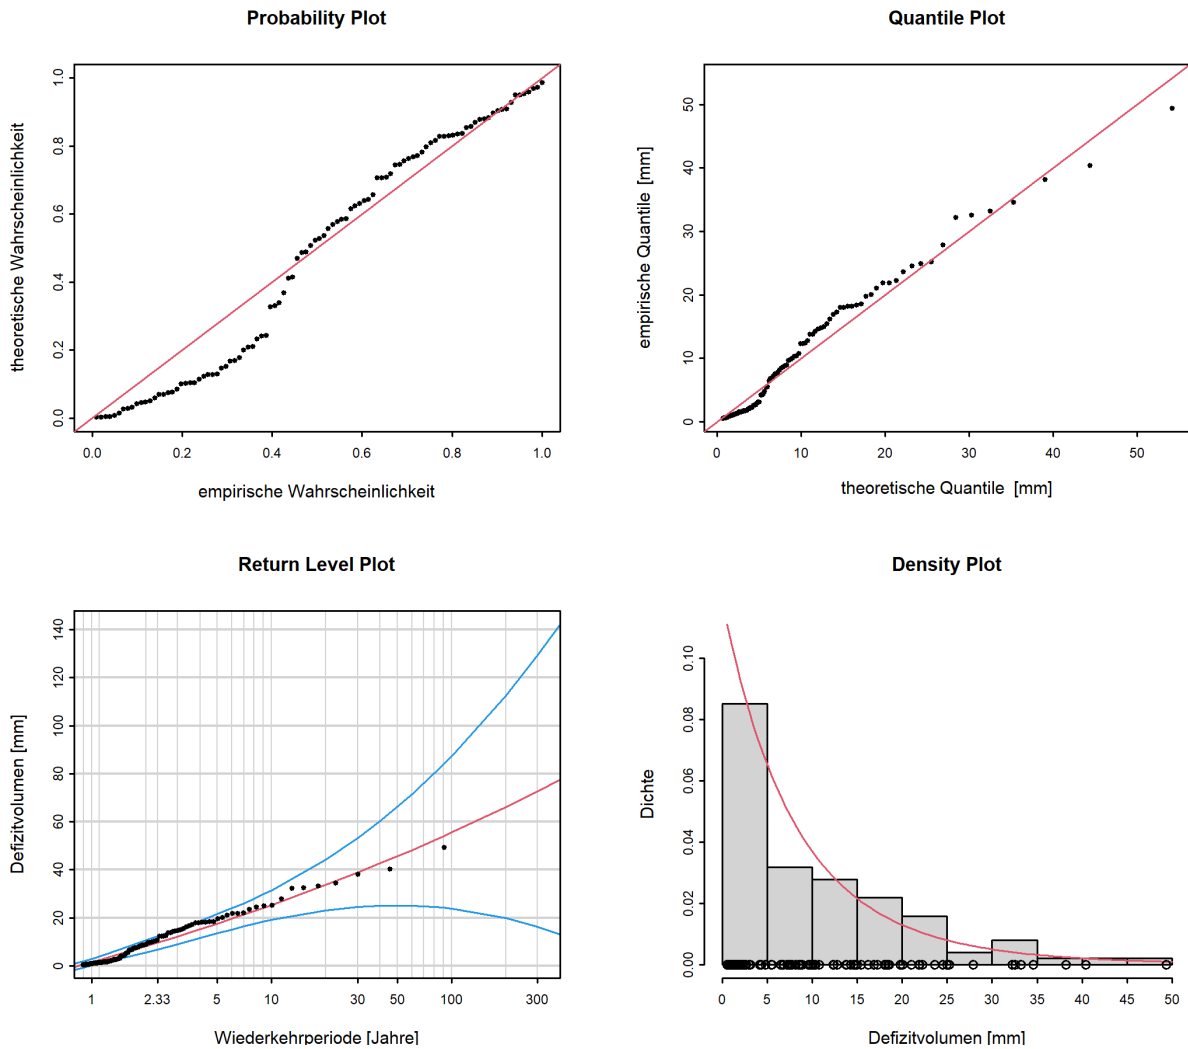 Probability Plot
theoretische Wahrscheinlichkeit
0.0 0.2 0.4 0.6 0.8 1.0
0.0 0.2 0.4 0.6 0.8 1.0
empirische Wahrscheinlichkeit
Quantile Plot
empirische Quantile [mm]
0 10 20 30 40 50
0 10 20 30 40 50
theoretische Quantile [mm]
Return Level Plot
Defizitvolumen [mm]
0 20 40 60 80 100 120 140
1 2.33 5 10 30 50 100 300
Wiederkehrperiode [Jahre]
Density Plot
Dichte
0.00 0.02 0.04 0.06 0.08 0.10
0 5 10 15 20 25 30 35 40 45 50
Defizitvolumen [mm]